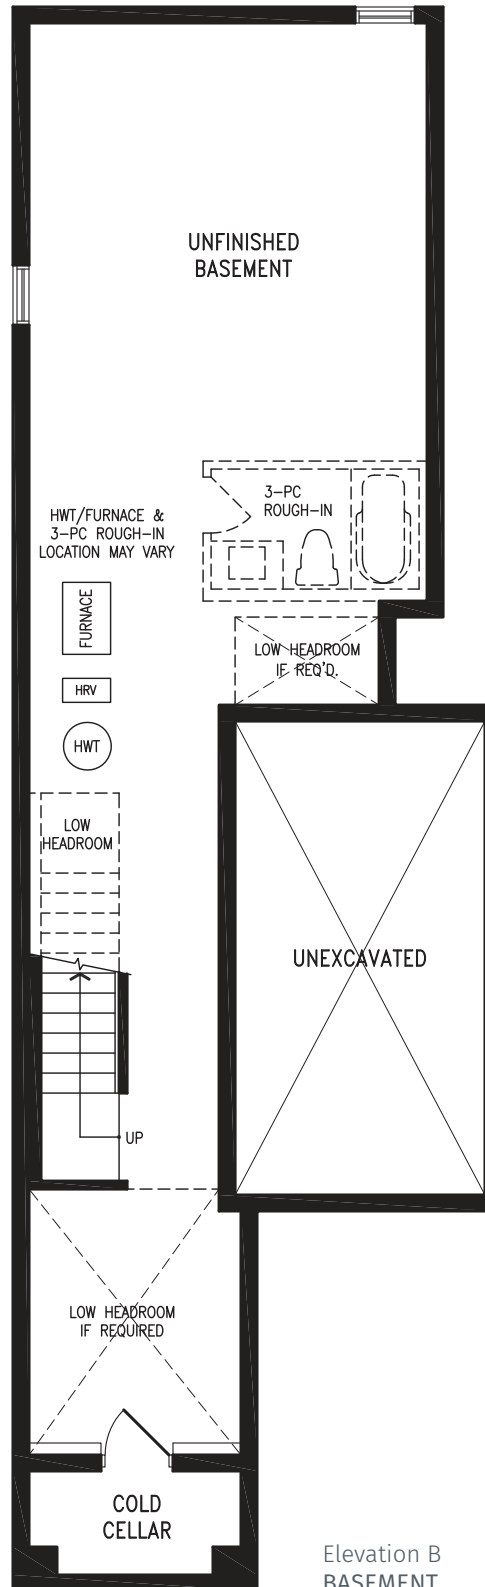 UNFINISHED
BASEMENT
3-PC
ROUGH-IN
HWT/FURNACE &
3-PC ROUGH-IN
LOCATION MAY VARY
FURNACE
LOW HEADROOM
IF REQ'D.
HRV
HWT
LOW
HEADROOM
UNEXCAVATED
UP
LOW HEADROOM
IF REQUIRED
COLD
CELLAR
Elevation B
BASEMENT